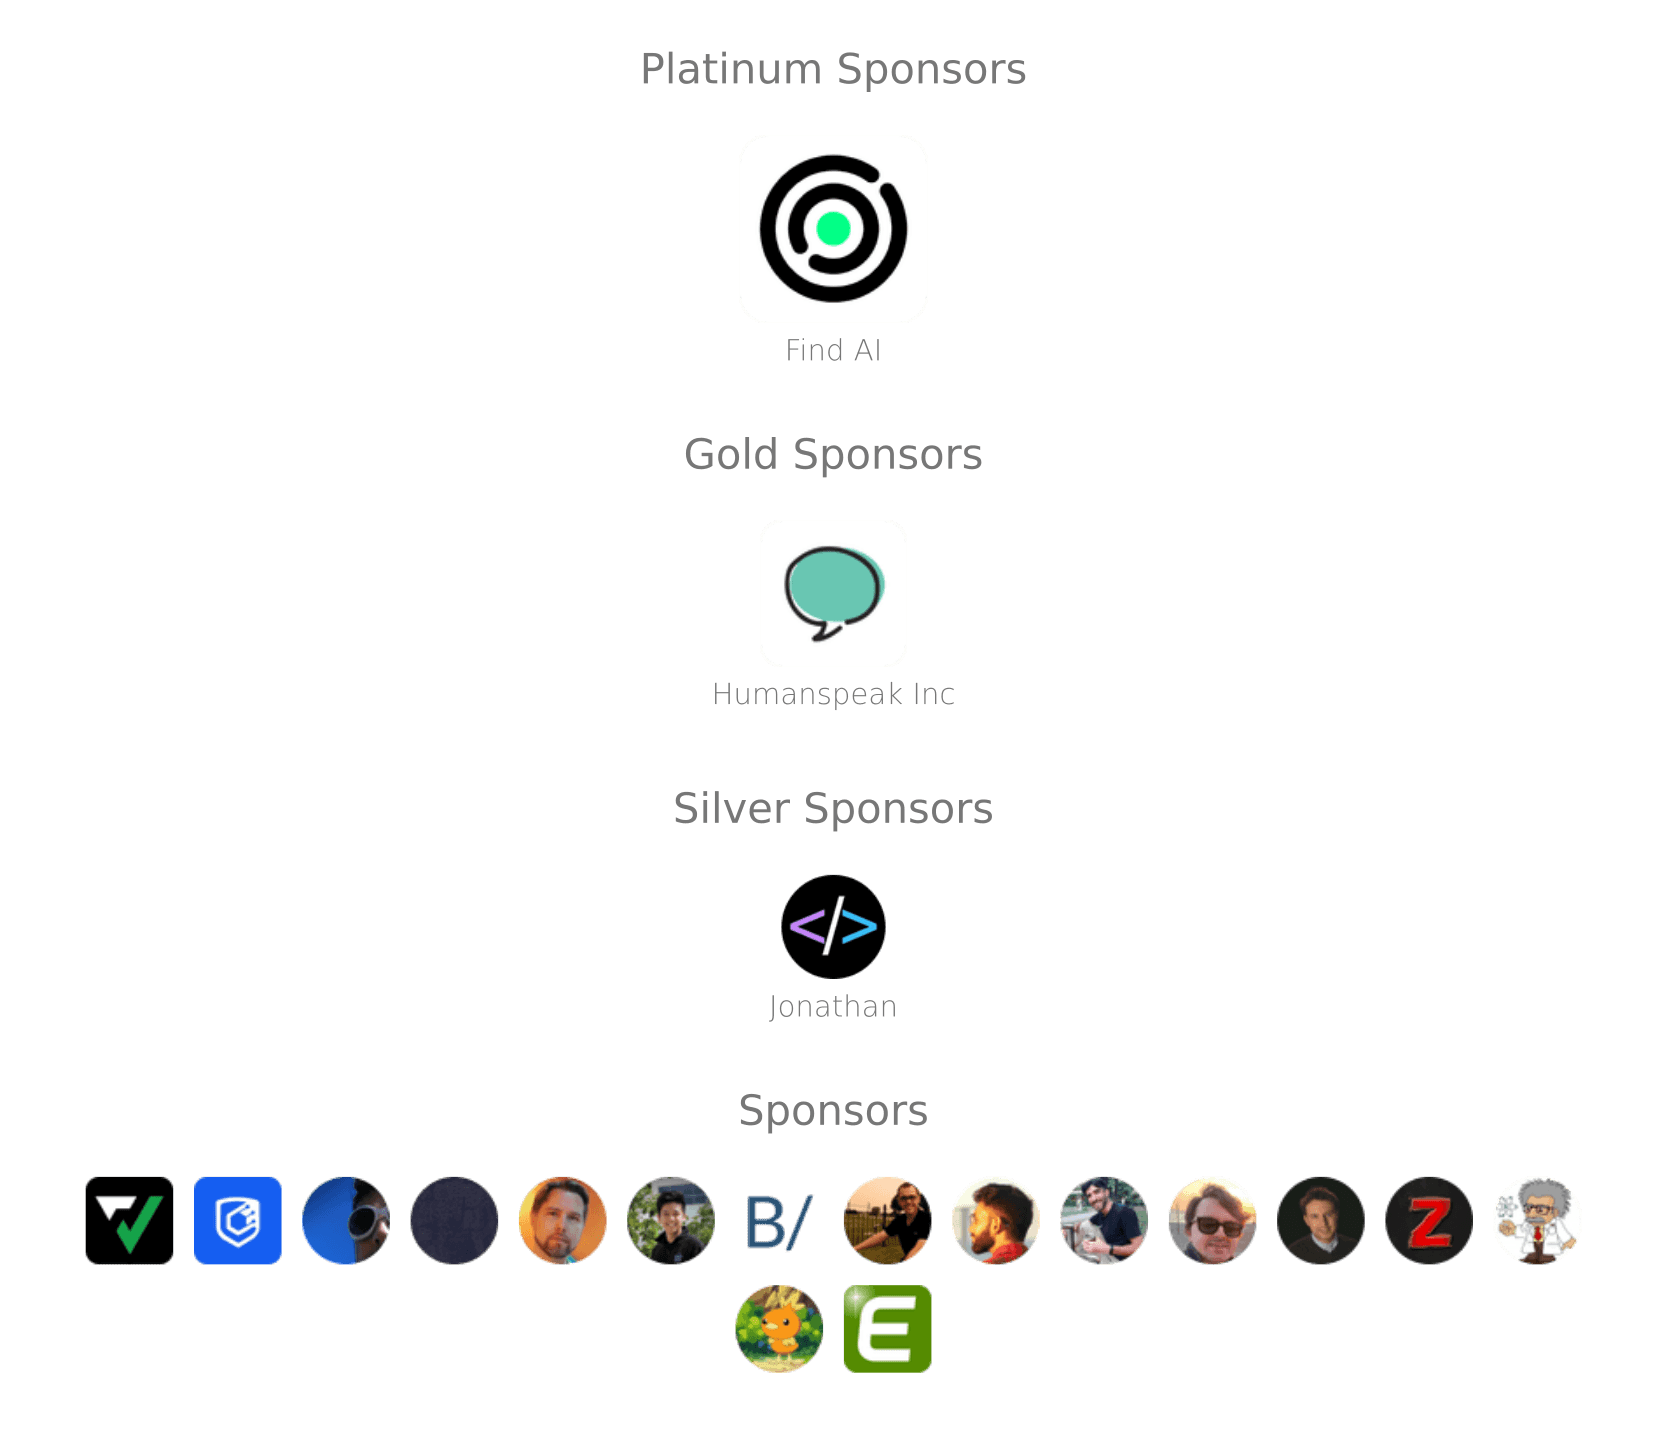 Platinum Sponsors
Find AI
Gold Sponsors
Humanspeak Inc
Silver Sponsors
</>
Jonathan
Sponsors
B/
Z
E